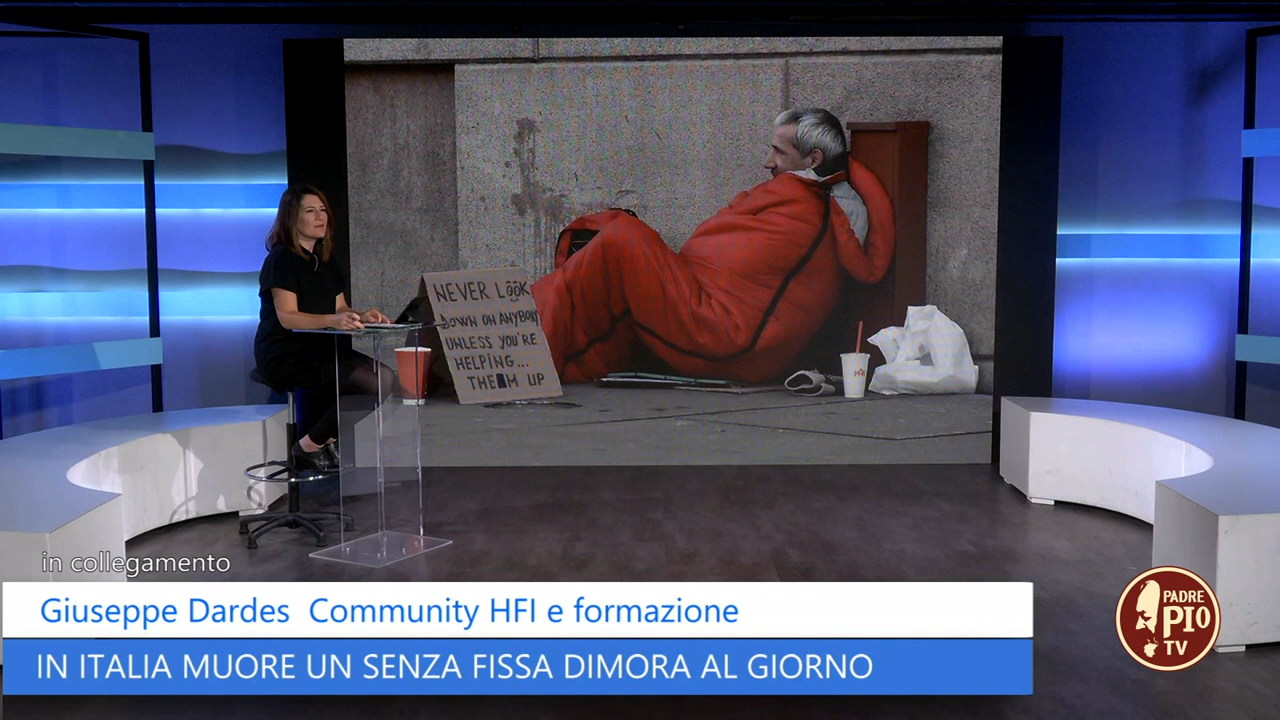 NEVER LOOK
DOWN ON ANYBODY
UNLESS YOU'RE
HELPING...
THEM UP
in collegamento
Giuseppe Dardes Community HFI e formazione
IN ITALIA MUORE UN SENZA FISSA DIMORA AL GIORNO
PADRE
PIO
TV